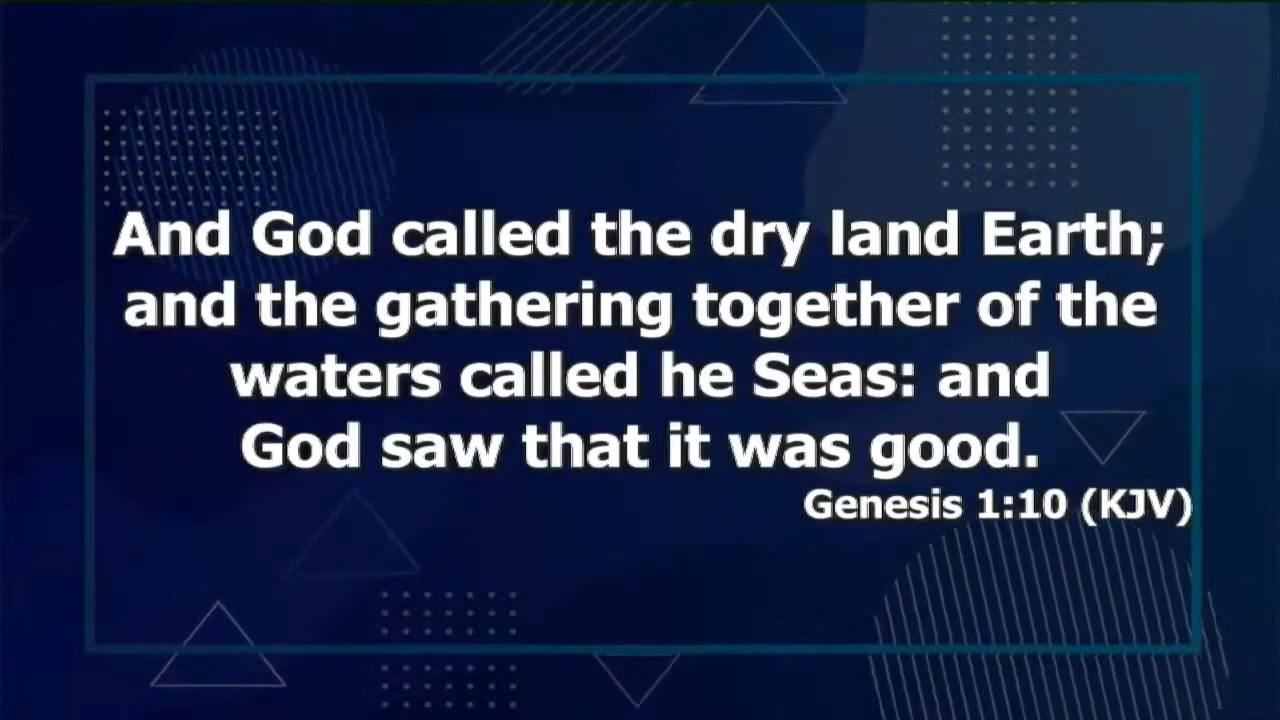 And God called the dry land Earth;
and the gathering together of the
waters called he Seas: and
God saw that it was good.
Genesis 1:10 (KJV)